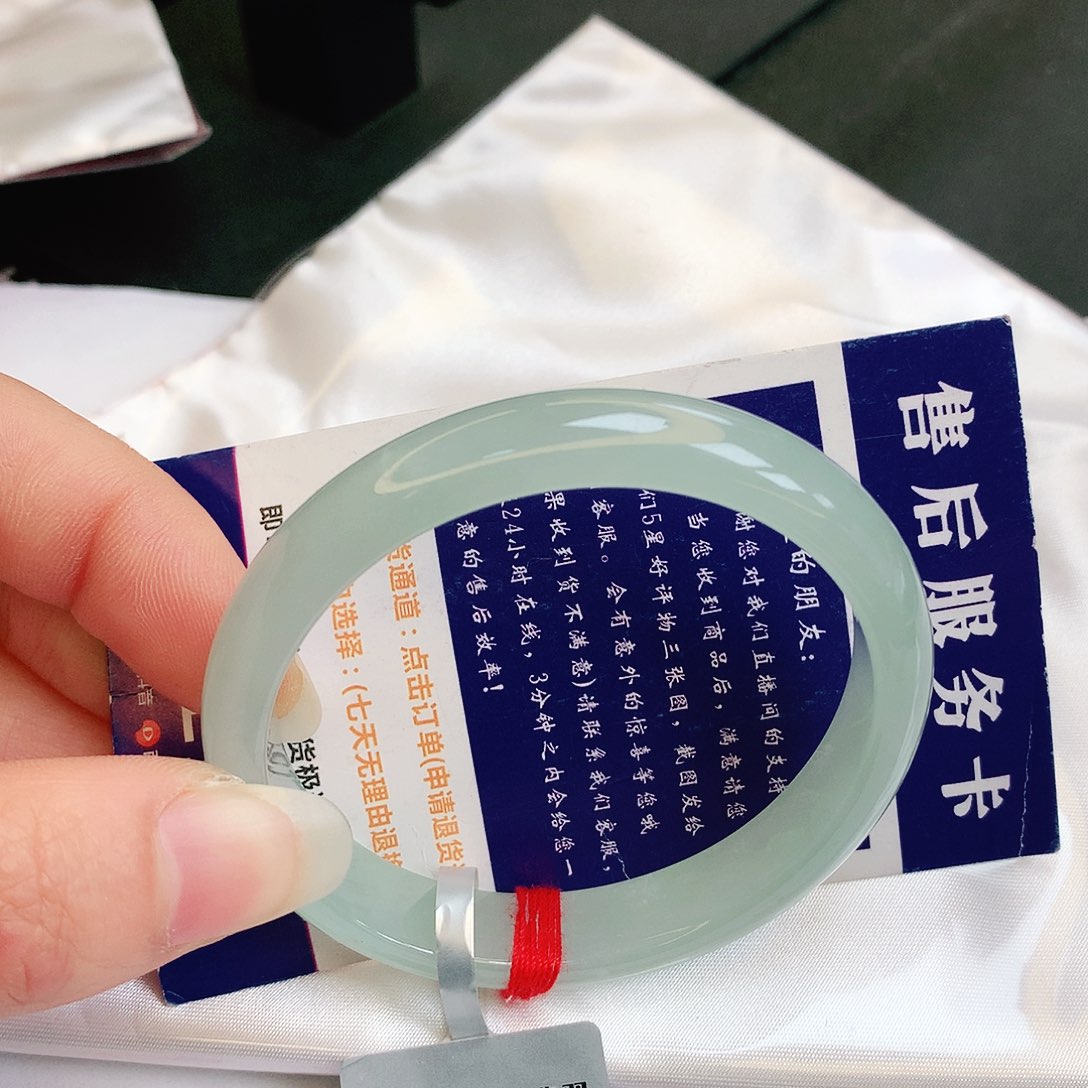 售后服务卡
的朋友：
谢您对我们直播间的支持
当您收到商品后，满意请您
们5星好评物三张图，截图发给
客服。会有意外的惊喜等您哦
果收到货不满意)请联系我们客服，
24小时在线，3分钟之内会给您一
意的售后效率！
货通道：点击订单(申请退货
选择：(七天无理由退
即
货极